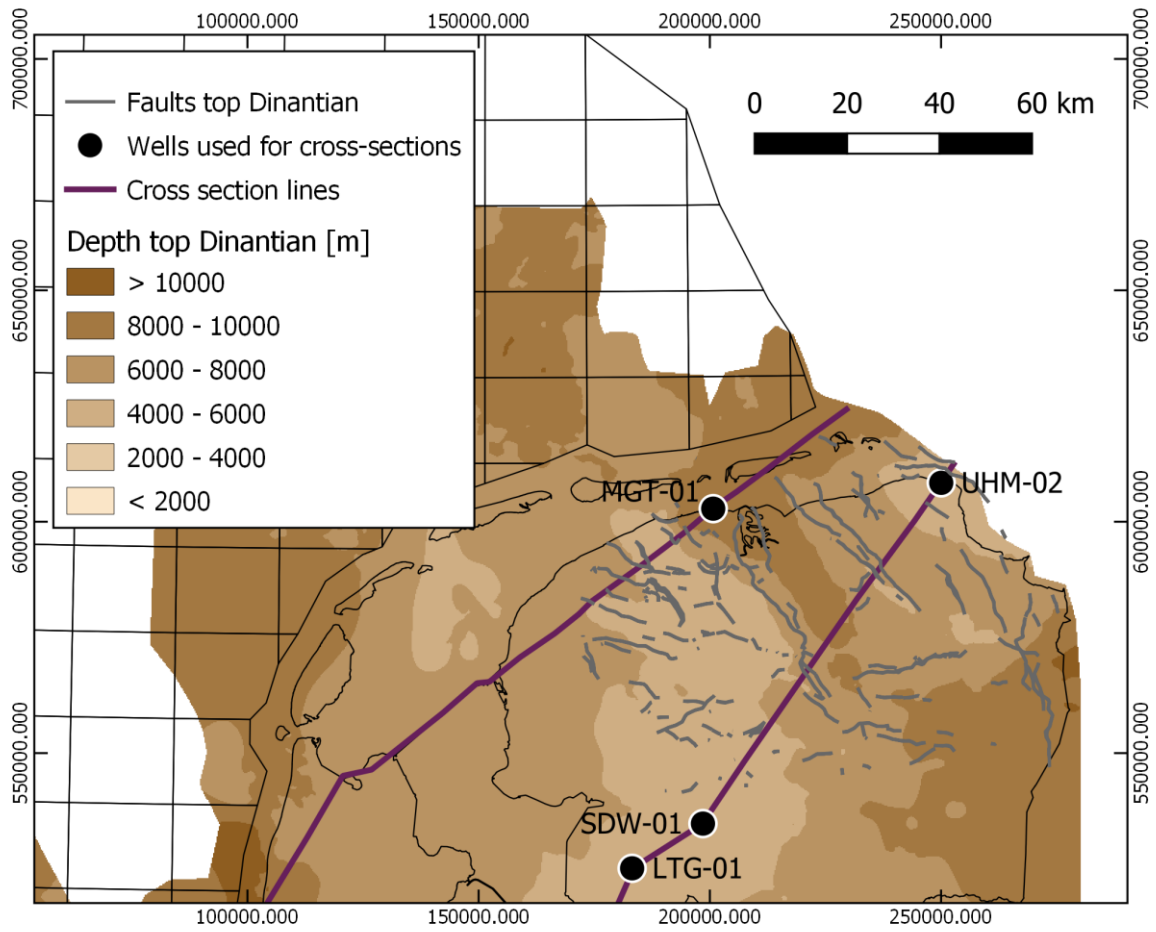 100000.000 150000.000 200000.000 250000.000
700000.000
650000.000
600000.000
550000.000
Faults top Dinantian
Wells used for cross-sections
Cross section lines
Depth top Dinantian [m]
> 10000
8000 - 10000
6000 - 8000
4000 - 6000
2000 - 4000
< 2000
0 20 40 60 km
MGT-01
UHM-02
SDW-01
LTG-01
700000.000
650000.000
600000.000
550000.000
100000.000 150000.000 200000.000 250000.000